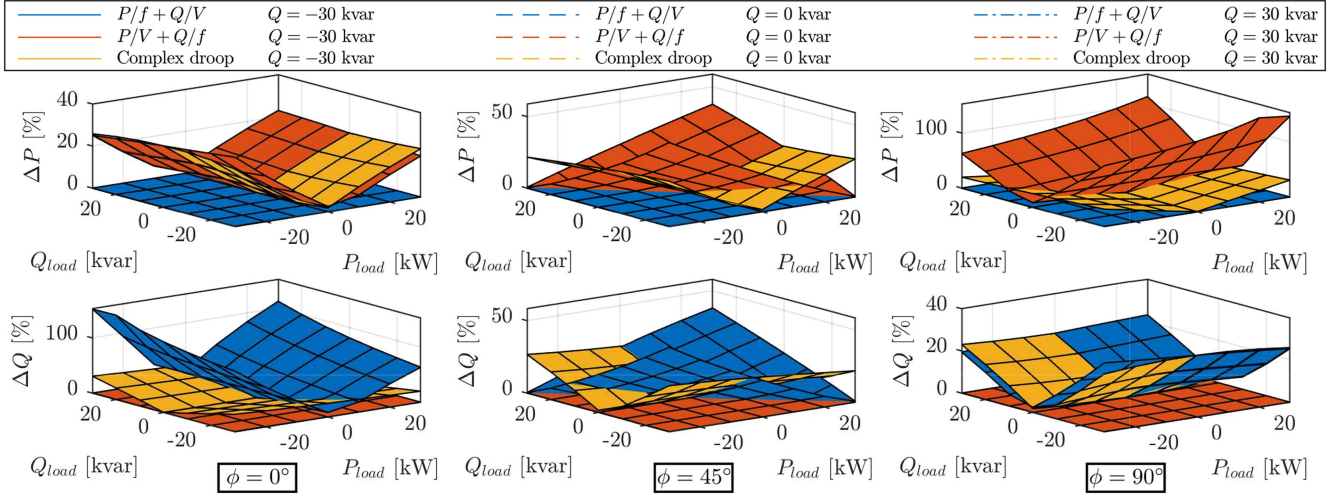 P/f + Q/V Q = −30 kvar P/f + Q/V Q = 0 kvar P/f + Q/V Q = 30 kvar
P/V + Q/f Q = −30 kvar P/V + Q/f Q = 0 kvar P/V + Q/f Q = 30 kvar
Complex droop Q = −30 kvar Complex droop Q = 0 kvar Complex droop Q = 30 kvar
ΔP [%]
40
20
0
20
0
-20
-20
0
20
Q_load [kvar]
P_load [kW]
ΔP [%]
50
0
20
0
-20
-20
0
20
Q_load [kvar]
P_load [kW]
ΔP [%]
100
0
20
0
-20
-20
0
20
Q_load [kvar]
P_load [kW]
ΔQ [%]
100
0
20
0
-20
-20
0
20
Q_load [kvar]
P_load [kW]
ϕ = 0°
ΔQ [%]
50
0
20
0
-20
-20
0
20
Q_load [kvar]
P_load [kW]
ϕ = 45°
ΔQ [%]
40
20
0
20
0
-20
-20
0
20
Q_load [kvar]
P_load [kW]
ϕ = 90°